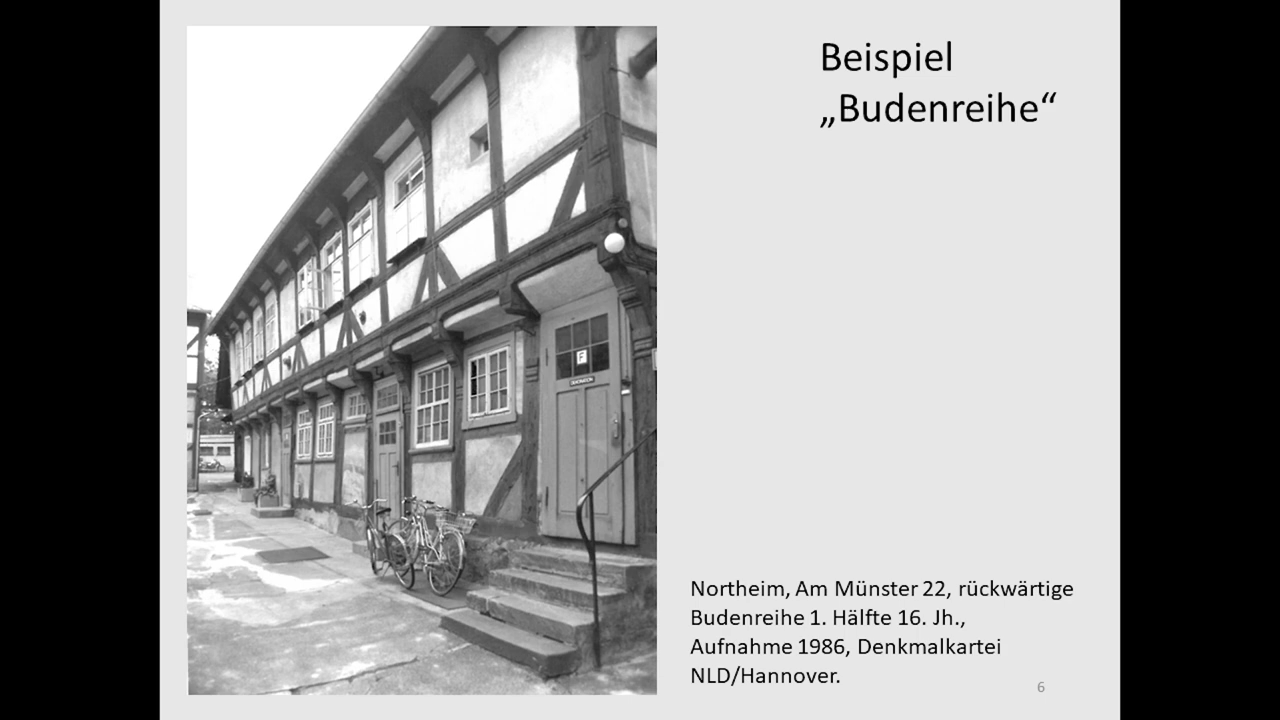 Beispiel
„Budenreihe“
F
Northeim, Am Münster 22, rückwärtige
Budenreihe 1. Hälfte 16. Jh.,
Aufnahme 1986, Denkmalkartei
NLD/Hannover.
6